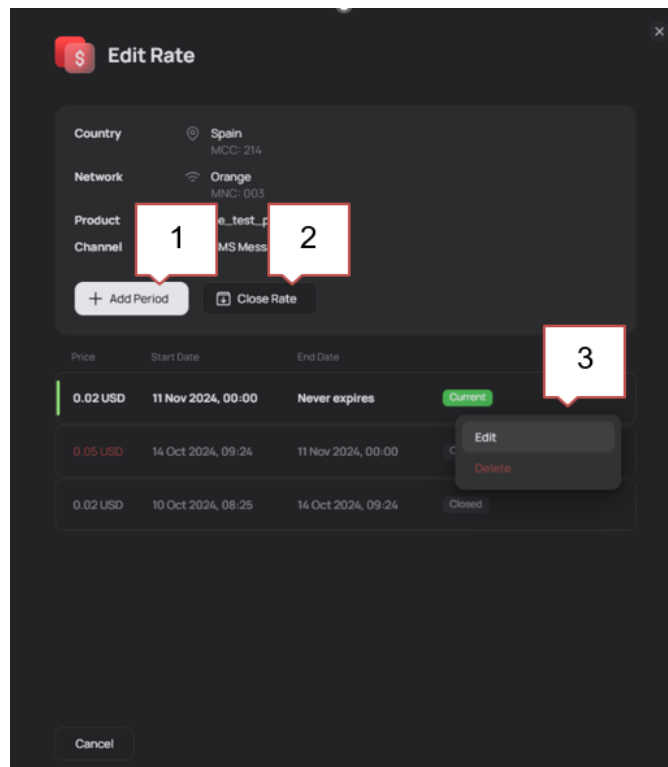 $ Edit Rate
Country Spain
MCC: 214
Network Orange
MNC: 003
Product
Channel
1
2
+ Add Period Close Rate
3
Price Start Date End Date
0.02 USD 11 Nov 2024, 00:00 Never expires Current
Edit
0.05 USD 14 Oct 2024, 09:24 11 Nov 2024, 00:00
Delete
0.02 USD 10 Oct 2024, 08:25 14 Oct 2024, 09:24 Closed
Cancel